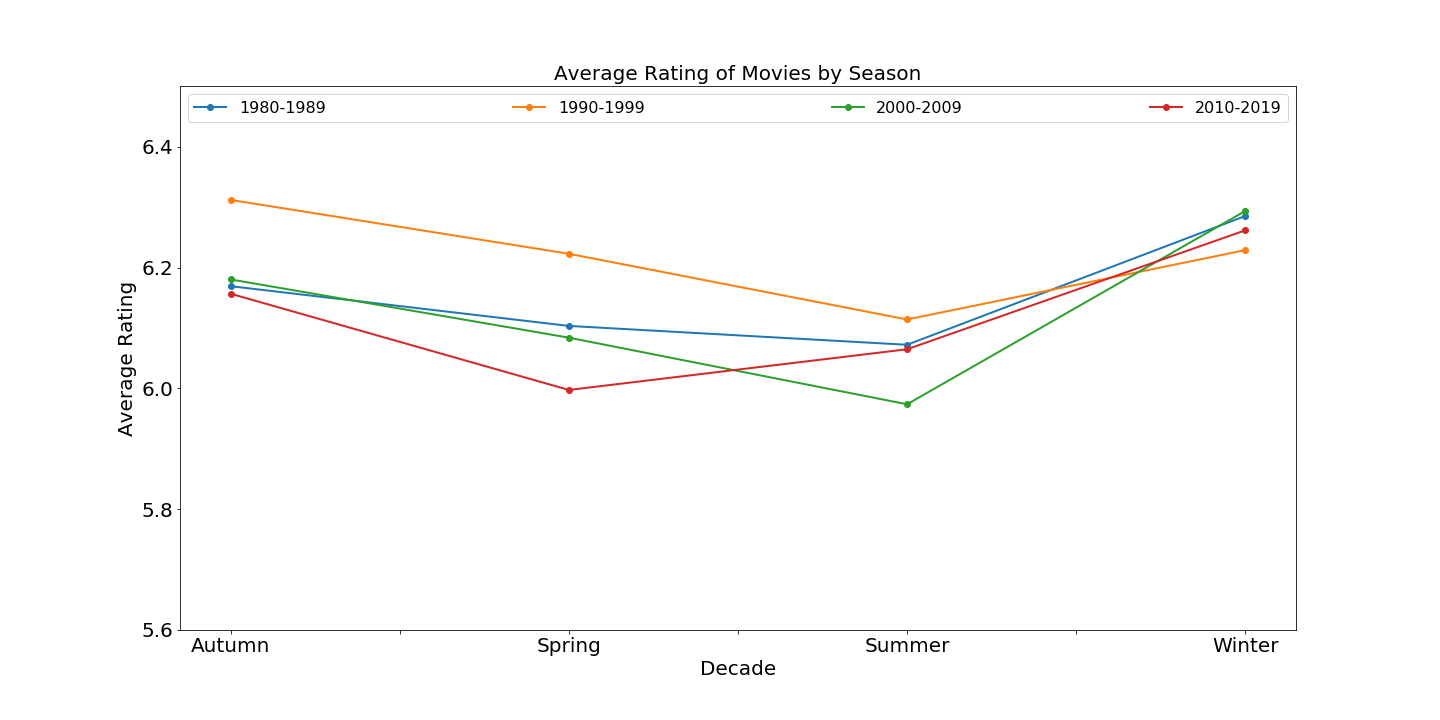 Average Rating of Movies by Season
1980-1989
1990-1999
2000-2009
2010-2019
6.4
6.2
6.0
5.8
5.6
Average Rating
Autumn
Spring
Summer
Winter
Decade